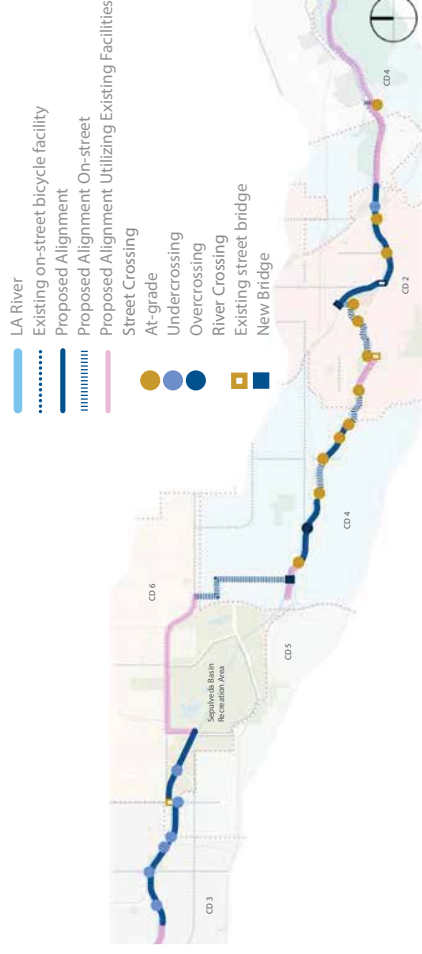 LA River
Existing on-street bicycle facility
Proposed Alignment
Proposed Alignment On-street
Proposed Alignment Utilizing Existing Facilities
Street Crossing
At-grade
Undercrossing
Overcrossing
River Crossing
Existing street bridge
New Bridge
CD 3
Sepulveda Basin
Recreation Area
CD 6
CD 5
CD 4
CD 2
CD 4